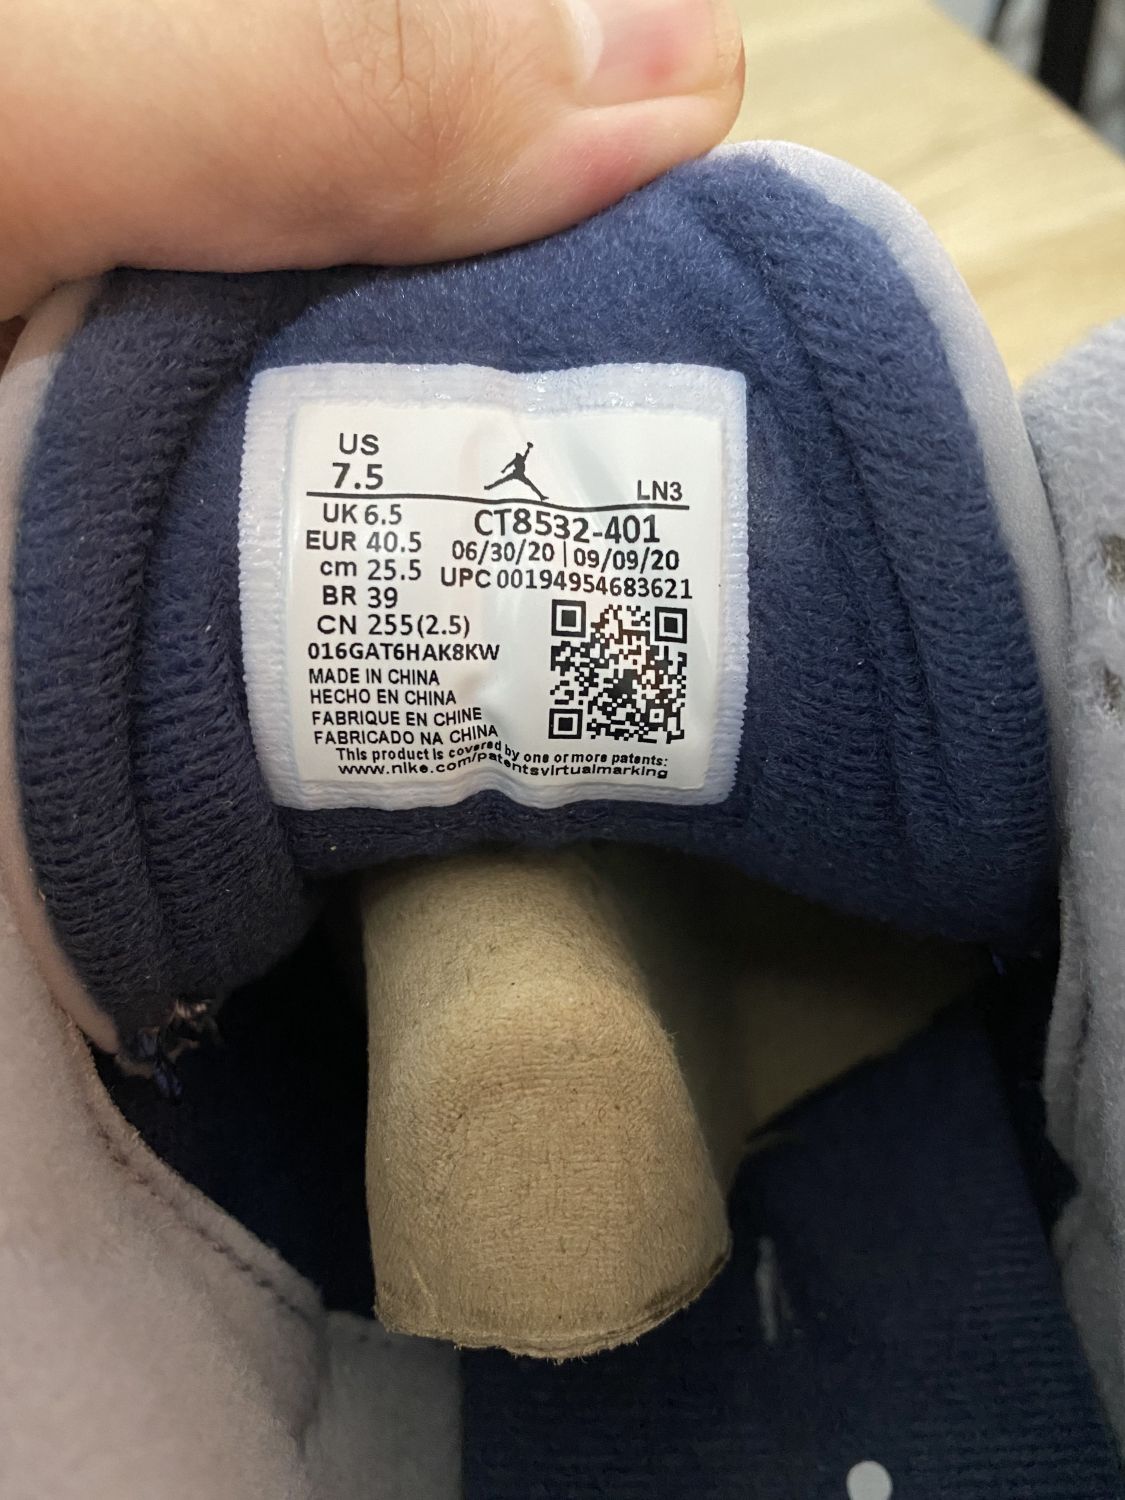 US
7.5
LN3
UK 6.5
CT8532-401
EUR 40.5
06/30/20 | 09/09/20
cm 25.5
UPC 00194954683621
BR 39
CN 255(2.5)
016GAT6HAK8KW
MADE IN CHINA
HECHO EN CHINA
FABRIQUE EN CHINE
FABRICADO NA CHINA
This product is covered by one or more patents:
www.nike.com/patentsvirtualmarking